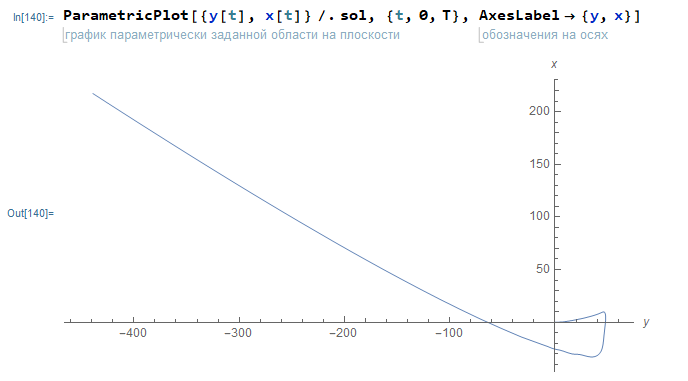 In[140]:= ParametricPlot[{y[t], x[t]} /. sol, {t, 0, T}, AxesLabel → {y, x}]
график параметрически заданной области на плоскости обозначения на осях
x
200
150
100
50
Out[140]=
y
-400 -300 -200 -100